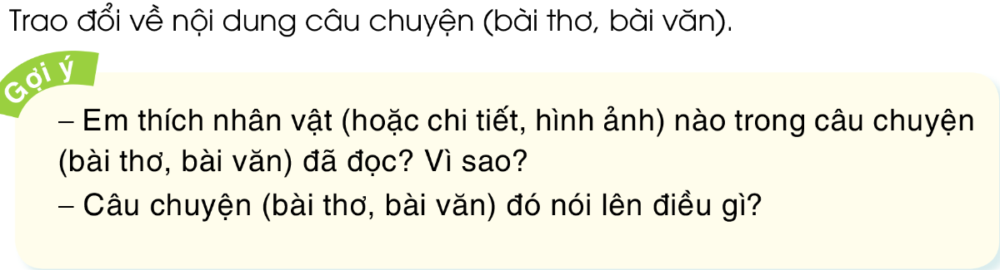 Trao đổi về nội dung câu chuyện (bài thơ, bài văn).
Gợi ý
– Em thích nhân vật (hoặc chi tiết, hình ảnh) nào trong câu chuyện
(bài thơ, bài văn) đã đọc? Vì sao?
– Câu chuyện (bài thơ, bài văn) đó nói lên điều gì?